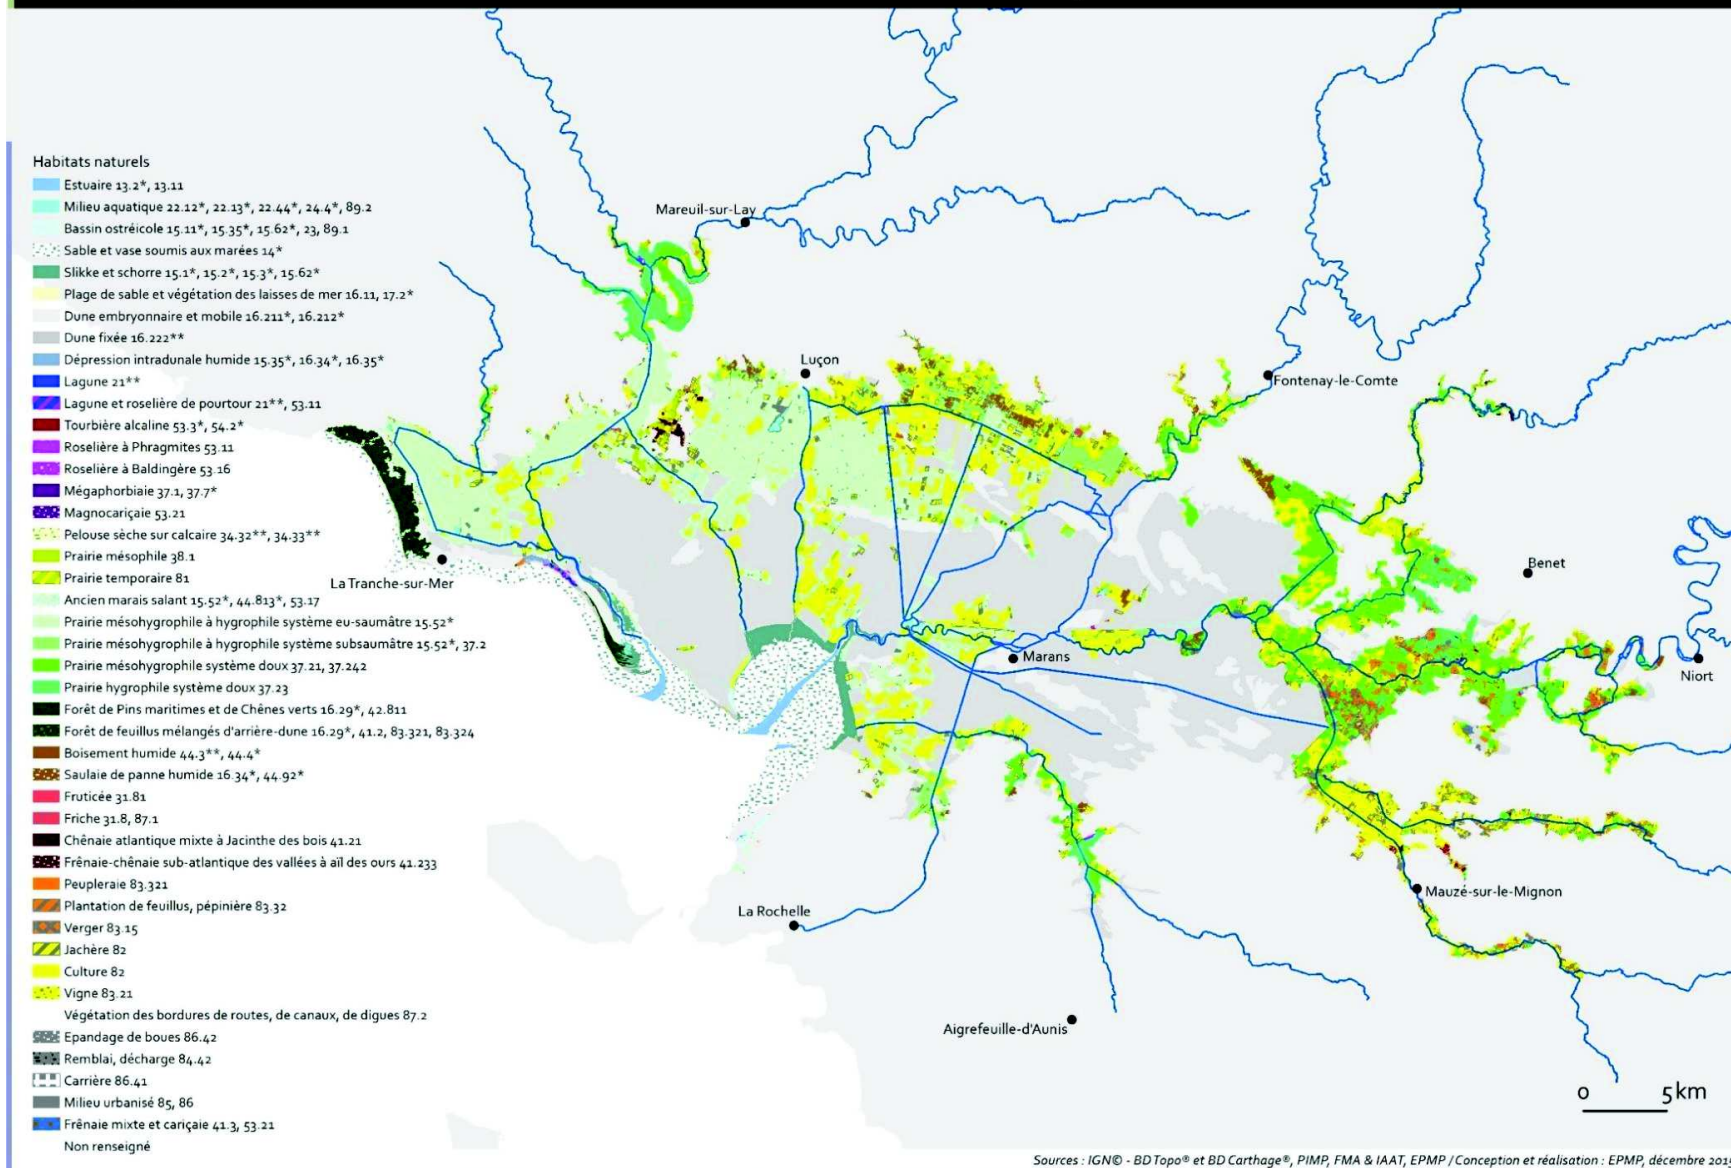 Habitats naturels
Estuaire 13.2*, 13.11
Milieu aquatique 22.12*, 22.13*, 22.44*, 24.4*, 89.2
Bassin ostréicole 15.11*, 15.35*, 15.62*, 23, 89.1
Sable et vase soumis aux marées 14*
Slikke et schorre 15.1*, 15.2*, 15.3*, 15.62*
Plage de sable et végétation des laisses de mer 16.11, 17.2*
Dune embryonnaire et mobile 16.211*, 16.212*
Dune fixée 16.222**
Dépression intradunale humide 15.35*, 16.34*, 16.35*
Lagune 21**
Lagune et roselière de pourtour 21**, 53.11
Tourbière alcaline 53.3*, 54.2*
Roselière à Phragmites 53.11
Roselière à Baldingère 53.16
Mégaphorbiaie 37.1, 37.7*
Magnocariçaie 53.21
Pelouse sèche sur calcaire 34.32**, 34.33**
Prairie mésophile 38.1
Prairie temporaire 81
Ancien marais salant 15.52*, 44.813*, 53.17
Prairie mésohygrophile à hygrophile système eu-saumâtre 15.52*
Prairie mésohygrophile à hygrophile système subsaumâtre 15.52*, 37.2
Prairie mésohygrophile système doux 37.21, 37.242
Prairie hygrophile système doux 37.23
Forêt de Pins maritimes et de Chênes verts 16.29*, 42.811
Forêt de feuillus mélangés d'arrière-dune 16.29*, 41.2, 83.321, 83.324
Boisement humide 44.3**, 44.4*
Saulaie de panne humide 16.34*, 44.92*
Fruticée 31.81
Friche 31.8, 87.1
Chênaie atlantique mixte à Jacinthe des bois 41.21
Frênaie-chênaie sub-atlantique des vallées à aïl des ours 41.233
Peupleraie 83.321
Plantation de feuillus, pépinière 83.32
Verger 83.15
Jachère 82
Culture 82
Vigne 83.21
Végétation des bordures de routes, de canaux, de digues 87.2
Epandage de boues 86.42
Remblai, décharge 84.42
Carrière 86.41
Milieu urbanisé 85, 86
Frênaie mixte et cariçaie 41.3, 53.21
Non renseigné
Mareuil-sur-Lay
Luçon
Fontenay-le-Comte
La Tranche-sur-Mer
Benet
Marans
Niort
Mauzé-sur-le-Mignon
La Rochelle
Aigrefeuille-d'Aunis
0 5km
Sources : IGN© - BD Topo® et BD Carthage®, PIMP, FMA & IAAT, EPMP / Conception et réalisation : EPMP, décembre